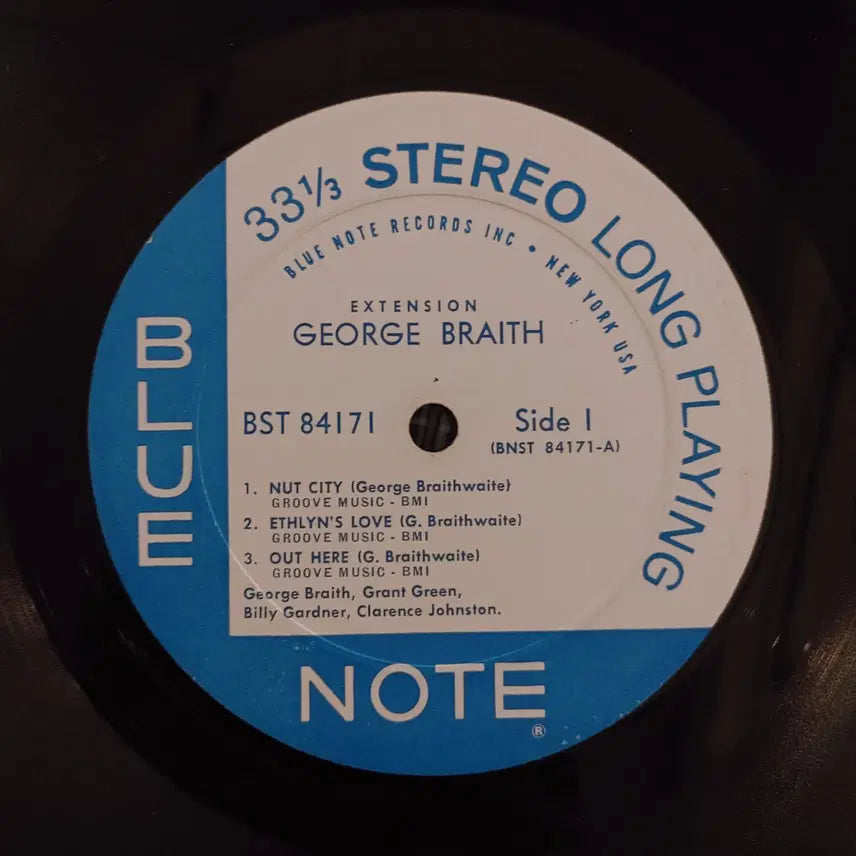 33⅓ STEREO LONG PLAYING
BLUE NOTE RECORDS INC • NEW YORK USA
EXTENSION
GEORGE BRAITH
BST 84171
Side 1
(BNST 84171-A)
1. NUT CITY (George Braithwaite)
GROOVE MUSIC - BMI
2. ETHLYN'S LOVE (G. Braithwaite)
GROOVE MUSIC - BMI
3. OUT HERE (G. Braithwaite)
GROOVE MUSIC - BMI
George Braith, Grant Green,
Billy Gardner, Clarence Johnston.
BLUE
NOTE
®